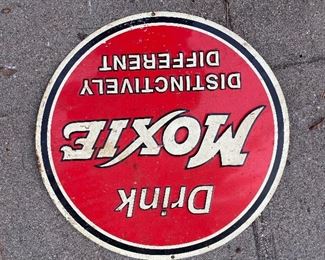 Drink
MOXIE
DISTINCTIVELY
DIFFERENT